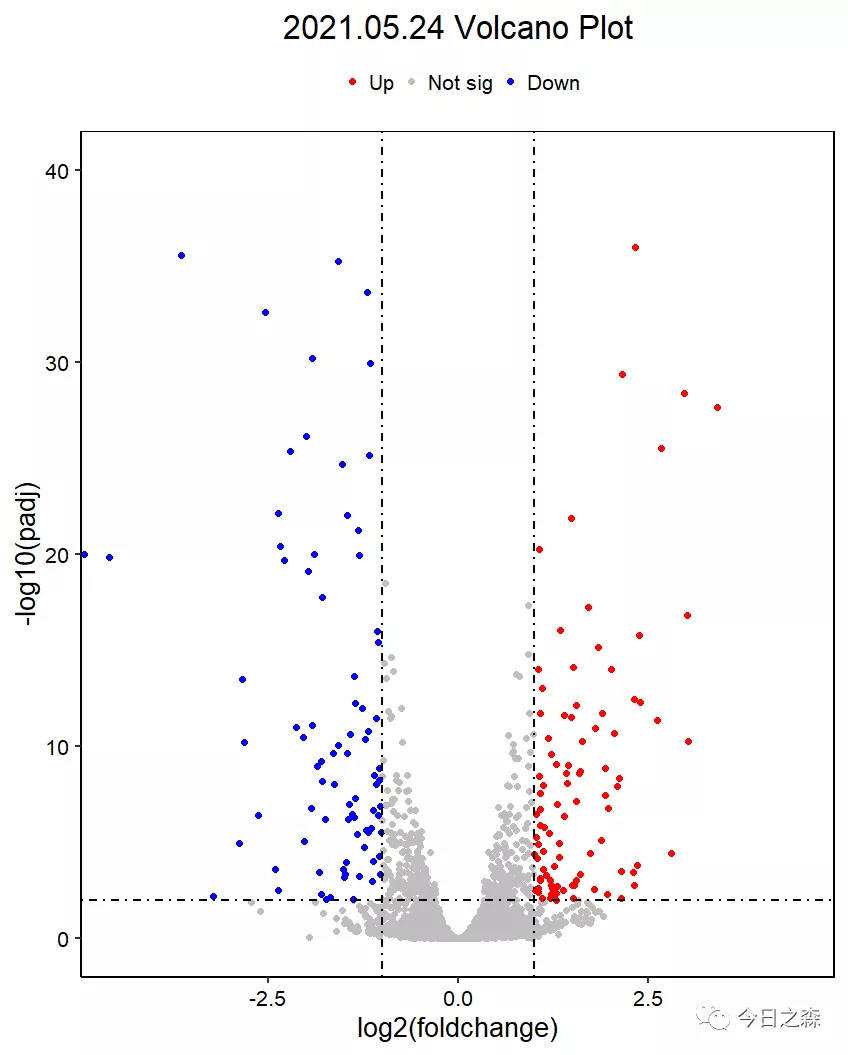 2021.05.24 Volcano Plot
Up Not sig Down
40
30
20
10
0
-log10(padj)
-2.5 0.0 2.5
log2(foldchange)
今日之森